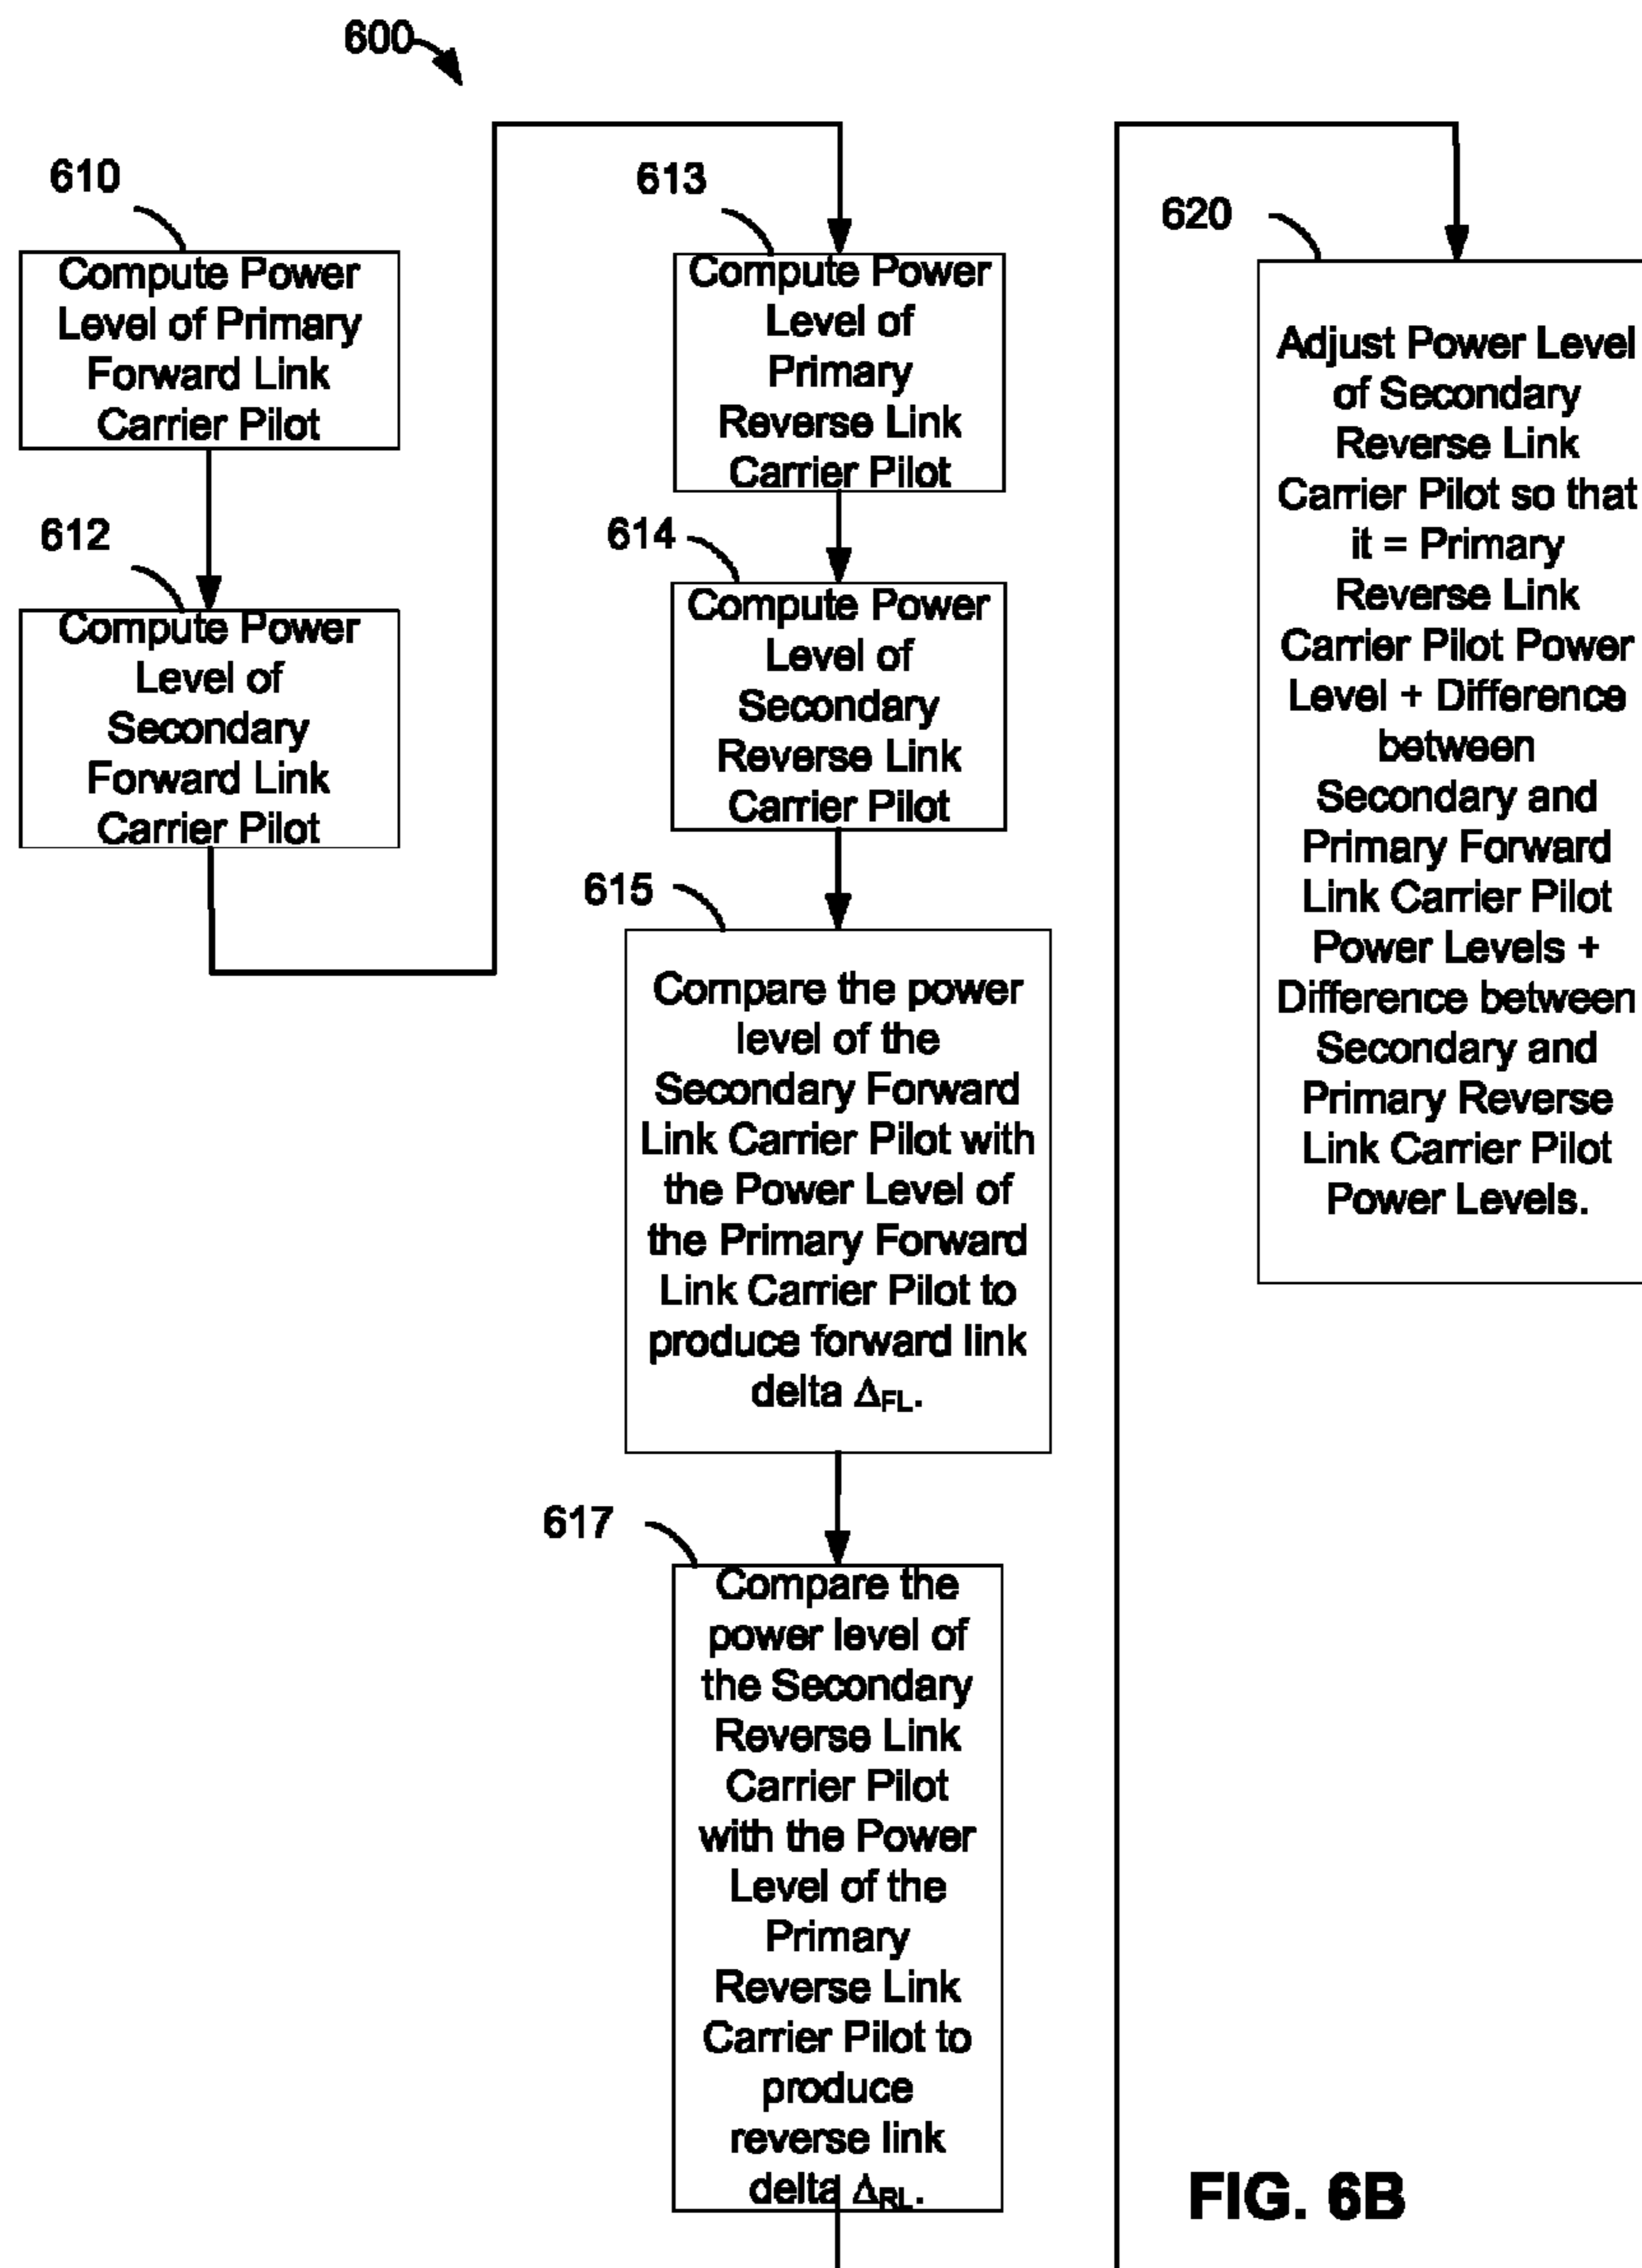 600
610
Compute Power
Level of Primary
Forward Link
Carrier Pilot
612
Compute Power
Level of
Secondary
Forward Link
Carrier Pilot
613
Compute Power
Level of
Primary
Reverse Link
Carrier Pilot
614
Compute Power
Level of
Secondary
Reverse Link
Carrier Pilot
615
Compare the power
level of the
Secondary Forward
Link Carrier Pilot with
the Power Level of
the Primary Forward
Link Carrier Pilot to
produce forward link
delta ΔFL.
617
Compare the
power level of
the Secondary
Reverse Link
Carrier Pilot
with the Power
Level of the
Primary
Reverse Link
Carrier Pilot to
produce
reverse link
delta ΔRL.
620
Adjust Power Level
of Secondary
Reverse Link
Carrier Pilot so that
it = Primary
Reverse Link
Carrier Pilot Power
Level + Difference
between
Secondary and
Primary Forward
Link Carrier Pilot
Power Levels +
Difference between
Secondary and
Primary Reverse
Link Carrier Pilot
Power Levels.
FIG. 6B